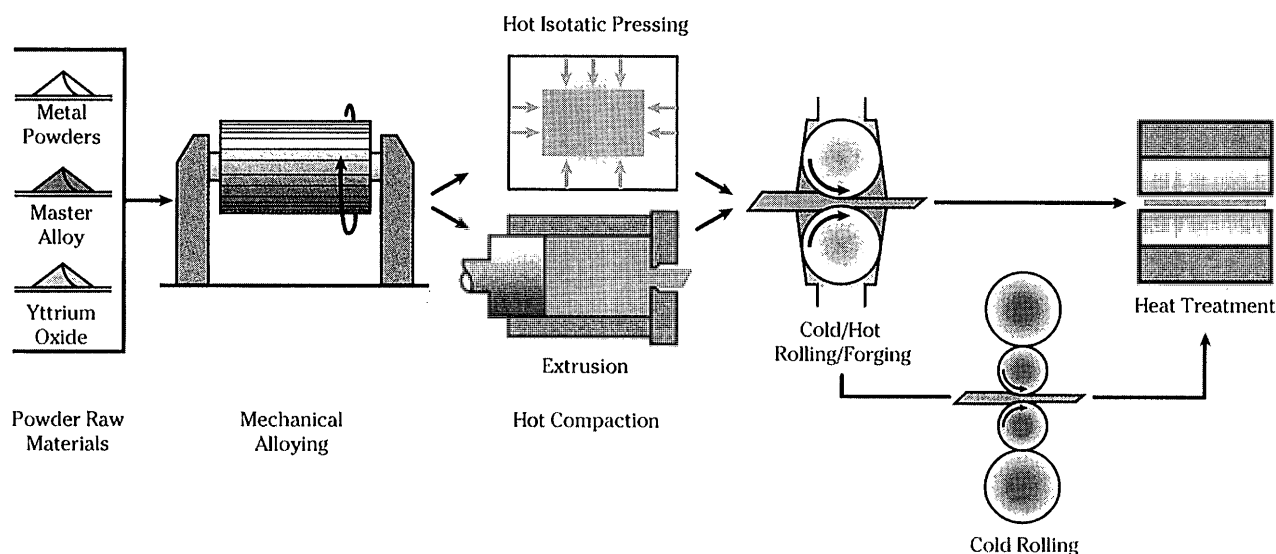 Hot Isotatic Pressing
Metal
Powders
Master
Alloy
Yttrium
Oxide
Powder Raw
Materials
Mechanical
Alloying
Extrusion
Hot Compaction
Cold/Hot
Rolling/Forging
Heat Treatment
Cold Rolling